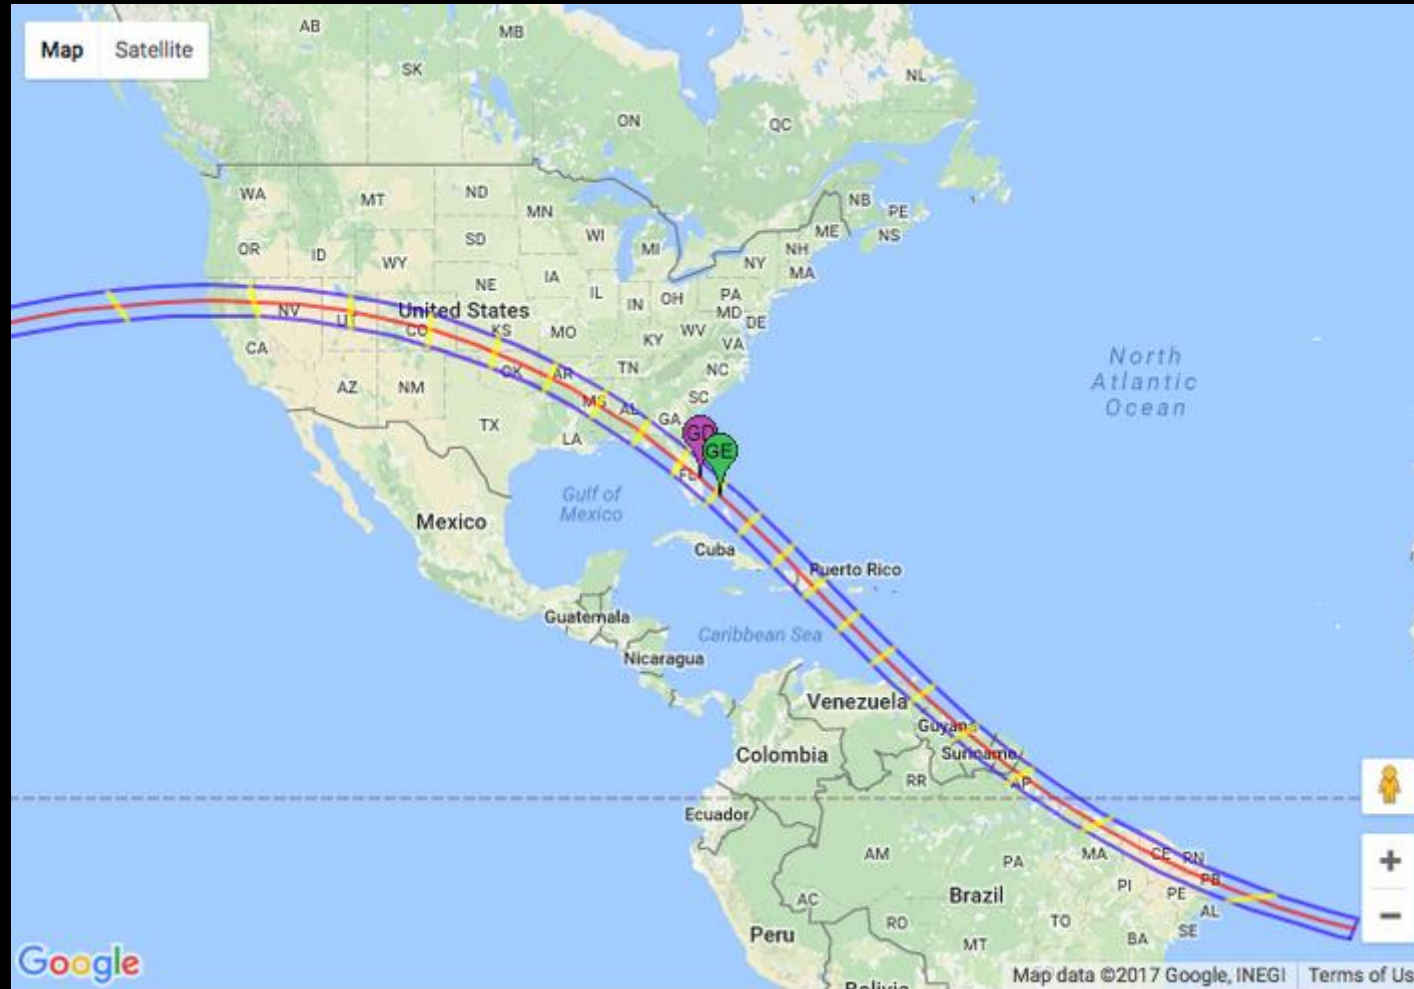 AB
MB
Map Satellite
SK
NL
ON
QC
WA
MT
ND
MN
NB
PE
ME
NS
OR
ID
SD
WI
MI
NY
NH
MA
WY
NE
IA
IL
IN
OH
PA
MD
DE
NV
United States
CO
KS
MO
KY
WV
VA
CA
AZ
NM
OK
AR
TN
NC
MS
AL
GA
SC
TX
LA
GD
GE
FL
North
Atlantic
Ocean
Gulf of
Mexico
Mexico
Cuba
Puerto Rico
Guatemala
Caribbean Sea
Nicaragua
Venezuela
Guyana
Colombia
Suriname
RR
AP
Ecuador
AM
PA
MA
CE
RN
PB
PI
PE
AC
Brazil
AL
RD
TO
SE
Peru
MT
BA
Google
Bolivia
Map data ©2017 Google, INEGI Terms of Us